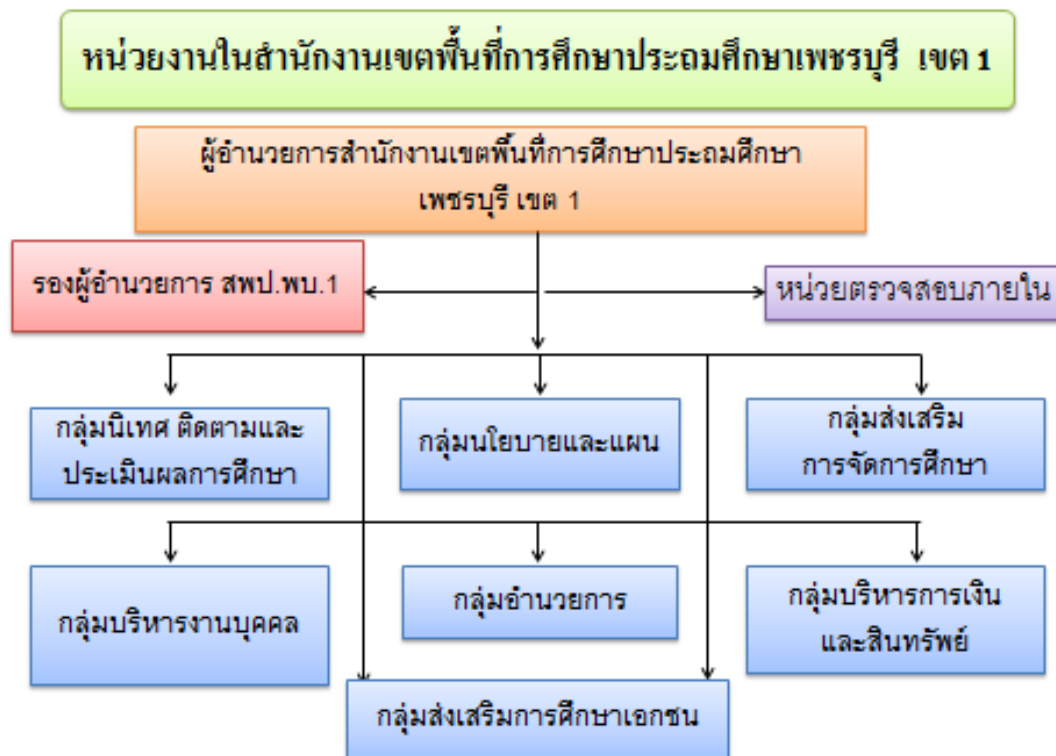 หน่วยงานในสำนักงานเขตพื้นที่การศึกษาประถมศึกษาเพชรบุรี เขต 1
ผู้อำนวยการสำนักงานเขตพื้นที่การศึกษาประถมศึกษา
เพชรบุรี เขต 1
รองผู้อำนวยการ สพป.พบ.1
หน่วยตรวจสอบภายใน
กลุ่มนิเทศ ติดตามและ
ประเมินผลการศึกษา
กลุ่มนโยบายและแผน
กลุ่มส่งเสริม
การจัดการศึกษา
กลุ่มบริหารงานบุคคล
กลุ่มอำนวยการ
กลุ่มบริหารการเงิน
และสินทรัพย์
กลุ่มส่งเสริมการศึกษาเอกชน